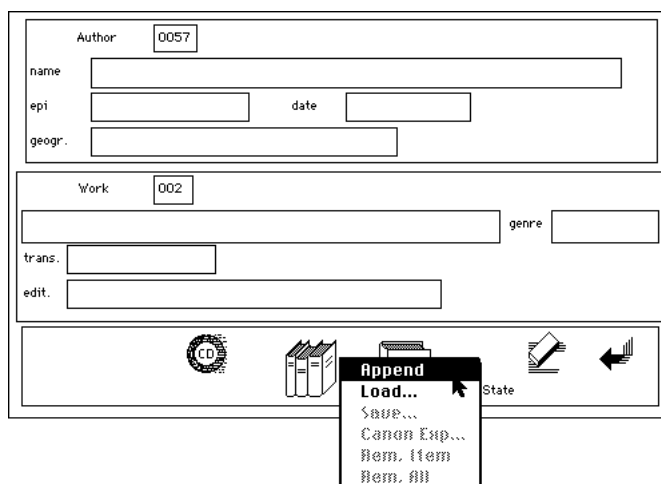 Author 0057
name
epi date
geogr.
Work 002
genre
trans.
edit.
CD
Append
Load...
State
Save...
Canon Exp...
Rem. Item
Rem. All